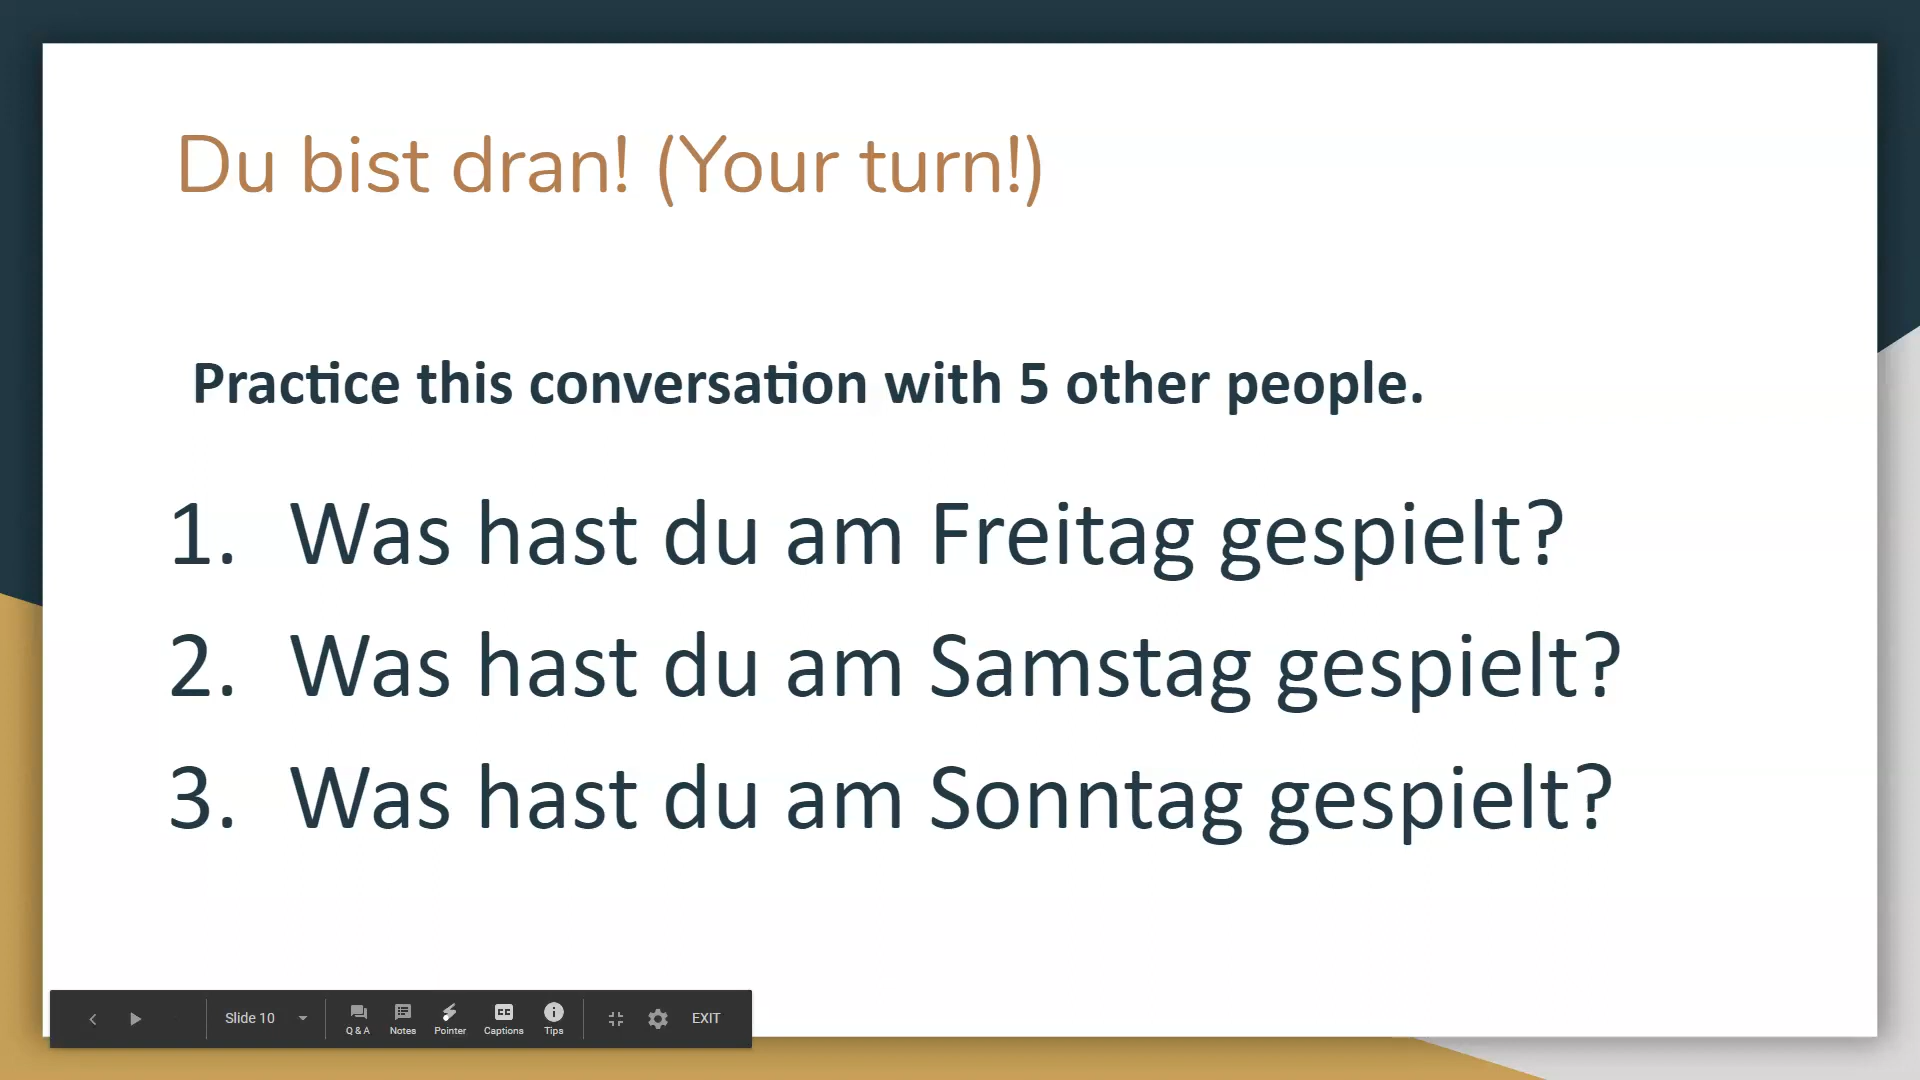 Du bist dran! (Your turn!)
Practice this conversation with 5 other people.
1. Was hast du am Freitag gespielt?
2. Was hast du am Samstag gespielt?
3. Was hast du am Sonntag gespielt?
Slide 10 Q & A Notes Pointer Captions Tips EXIT